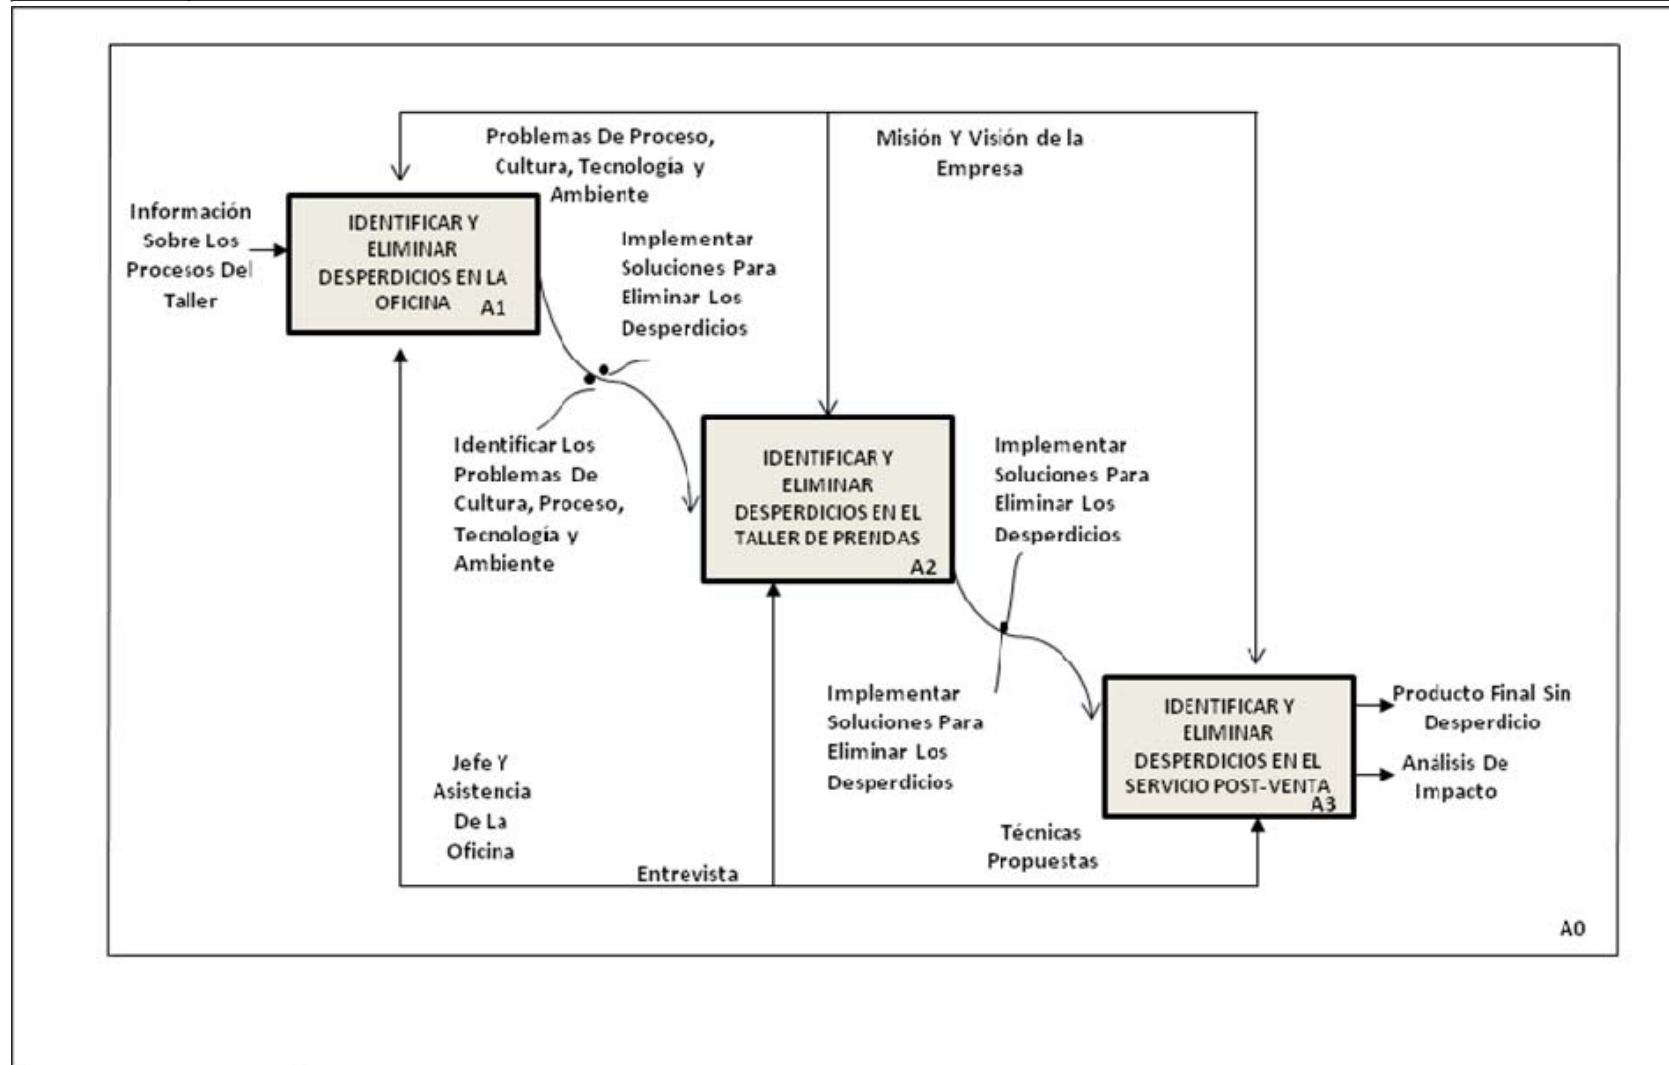 Problemas De Proceso,
Cultura, Tecnología y
Ambiente
Misión Y Visión de la
Empresa
Información
Sobre Los
Procesos Del
Taller
IDENTIFICAR Y
ELIMINAR
DESPERDICIOS EN LA
OFICINA
A1
Implementar
Soluciones Para
Eliminar Los
Desperdicios
Identificar Los
Problemas De
Cultura, Proceso,
Tecnología y
Ambiente
IDENTIFICAR Y
ELIMINAR
DESPERDICIOS EN EL
TALLER DE PRENDAS
A2
Implementar
Soluciones Para
Eliminar Los
Desperdicios
Implementar
Soluciones Para
Eliminar Los
Desperdicios
IDENTIFICAR Y
ELIMINAR
DESPERDICIOS EN EL
SERVICIO POST-VENTA
A3
Producto Final Sin
Desperdicio
Análisis De
Impacto
Jefe Y
Asistencia
De La
Oficina
Entrevista
Técnicas
Propuestas
A0